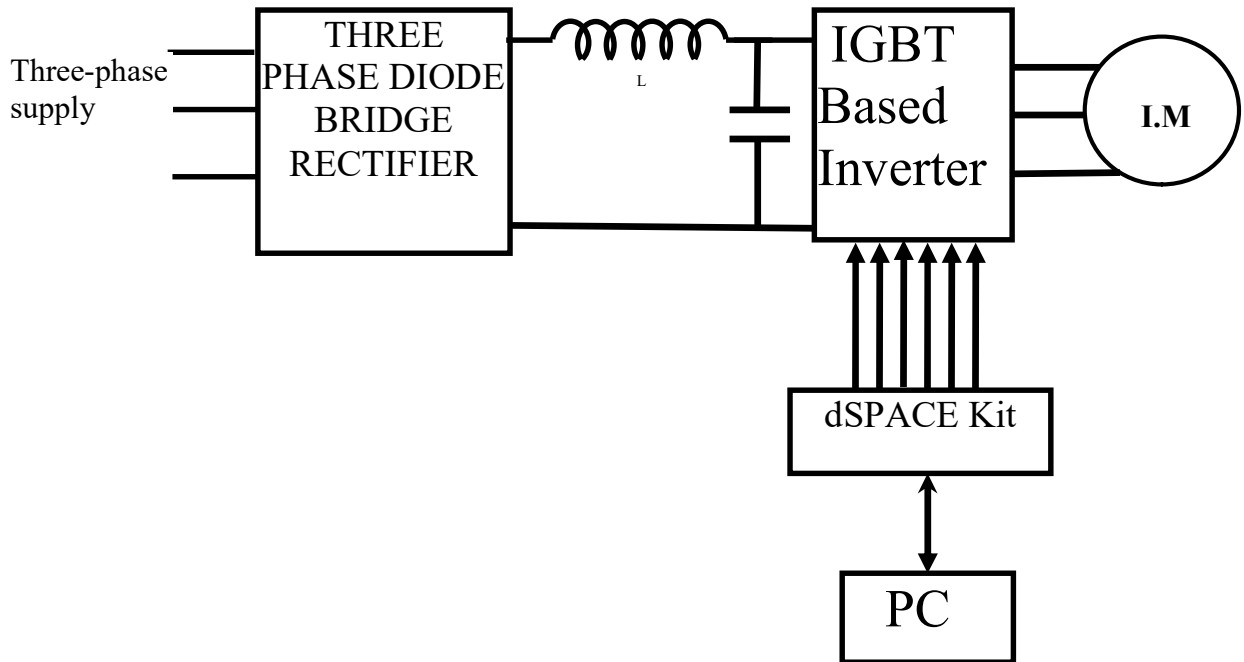 Three-phase
supply
THREE
PHASE DIODE
BRIDGE
RECTIFIER
L
IGBT
Based
Inverter
I.M
dSPACE Kit
PC